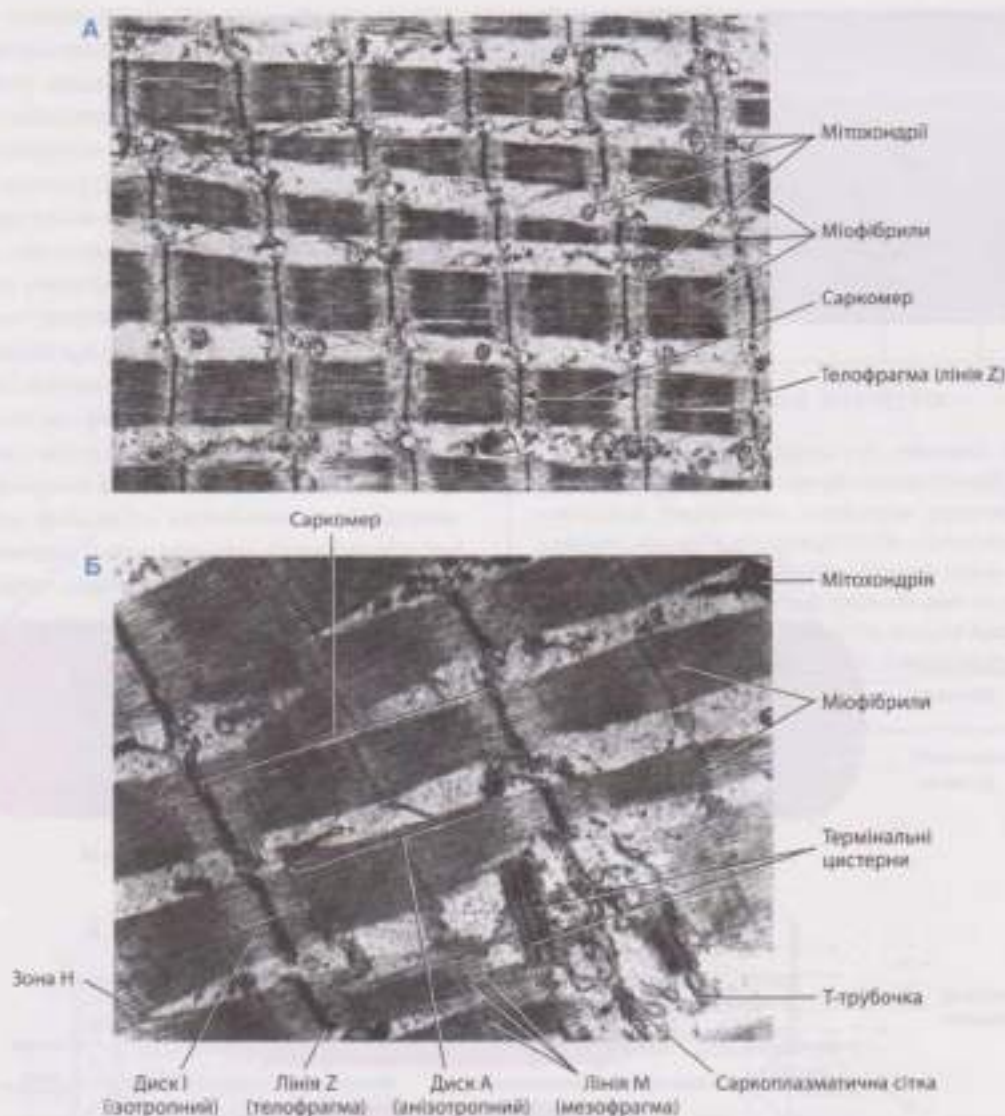 А
Мітохондрії
Міофібрили
Саркомер
Телофрагма (лінія Z)
Саркомер
Б
Мітохондрія
Міофібрили
Термінальні
цистерни
Зона Н
Т-трубочка
Диск І
(ізотропний)
Лінія Z
(телофрагма)
Диск А
(анізотропний)
Лінія М
(мезофрагма)
Саркоплазматична сітка